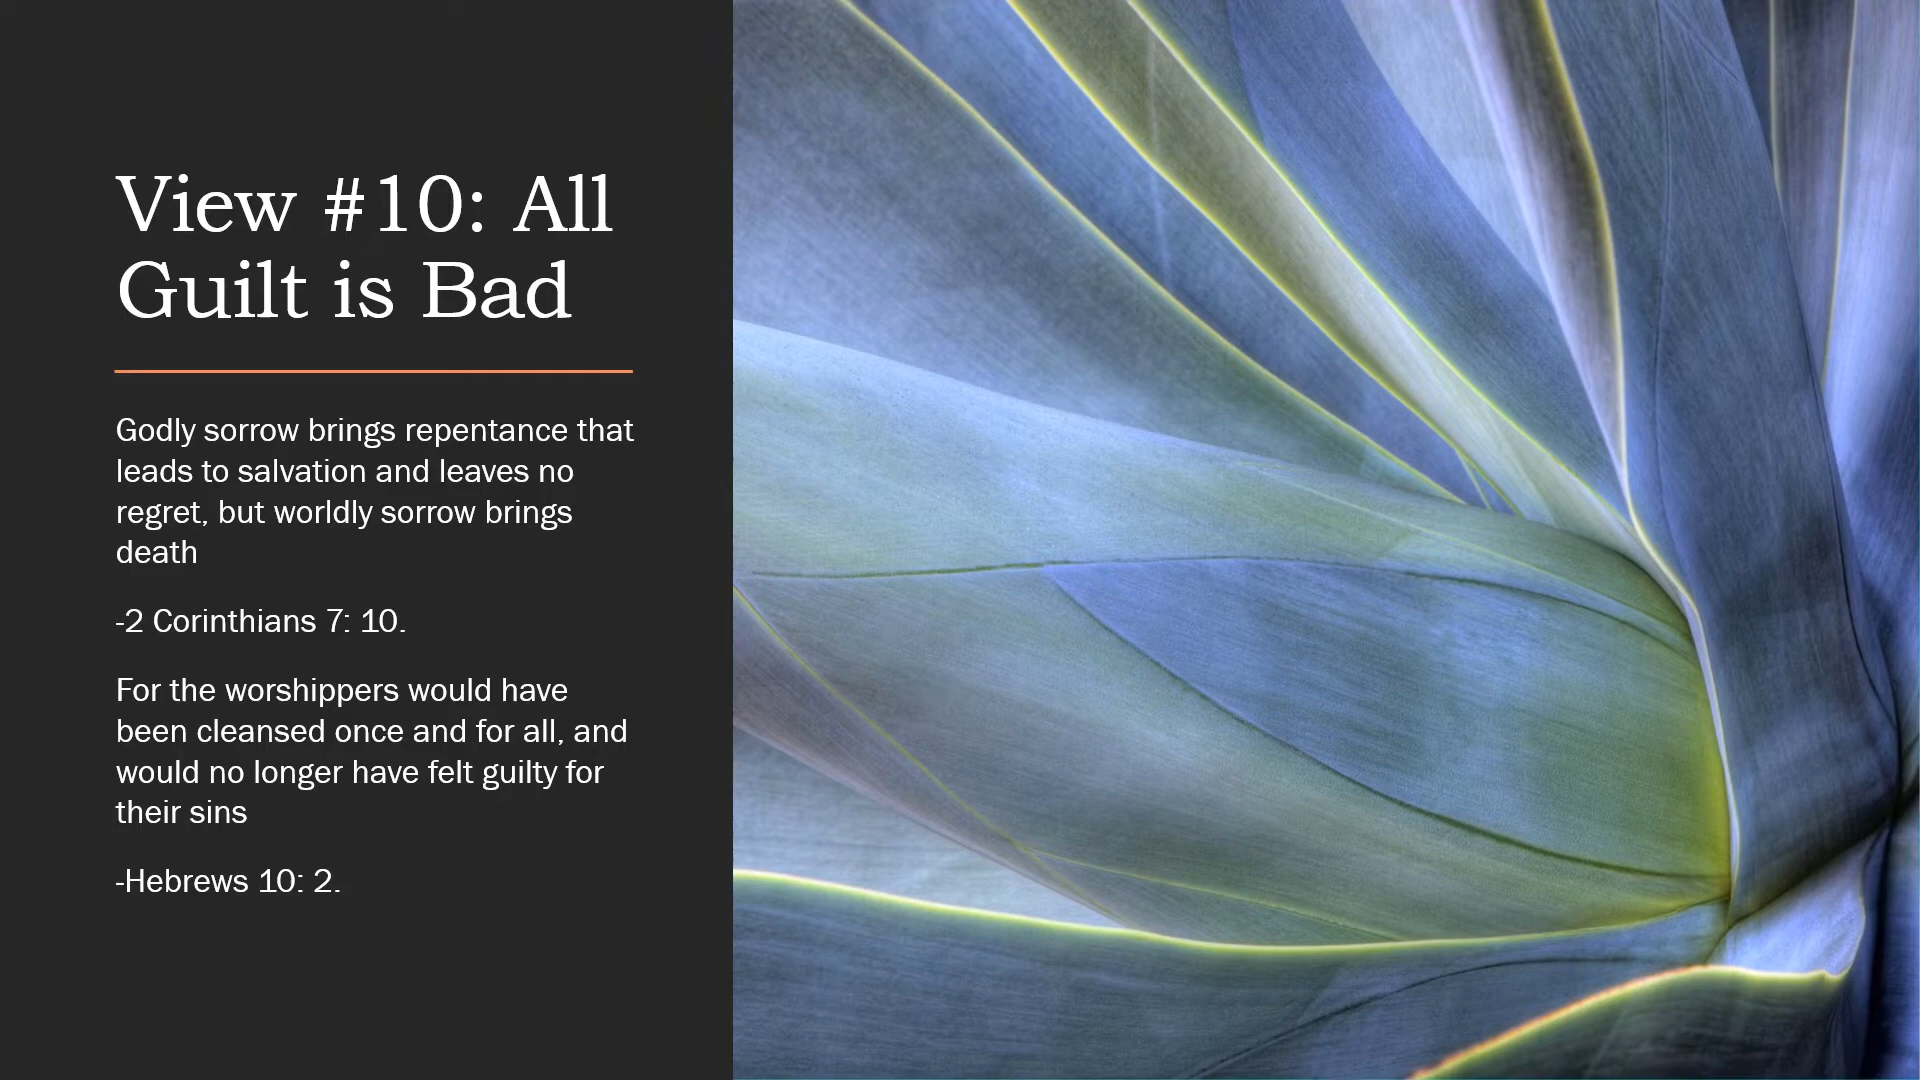 View #10: All
Guilt is Bad
Godly sorrow brings repentance that
leads to salvation and leaves no
regret, but worldly sorrow brings
death
-2 Corinthians 7: 10.
For the worshippers would have
been cleansed once and for all, and
would no longer have felt guilty for
their sins
-Hebrews 10: 2.